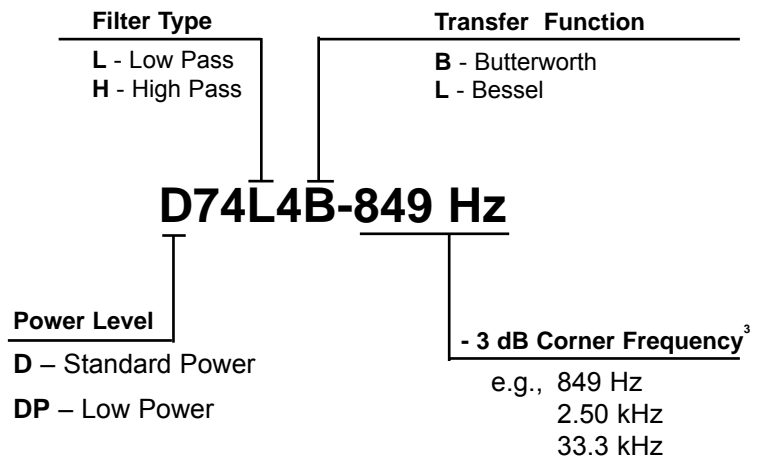 Filter Type
L - Low Pass
H - High Pass
Transfer Function
B - Butterworth
L - Bessel
D74L4B-849 Hz
Power Level
D – Standard Power
DP – Low Power
- 3 dB Corner Frequency³
e.g., 849 Hz
2.50 kHz
33.3 kHz